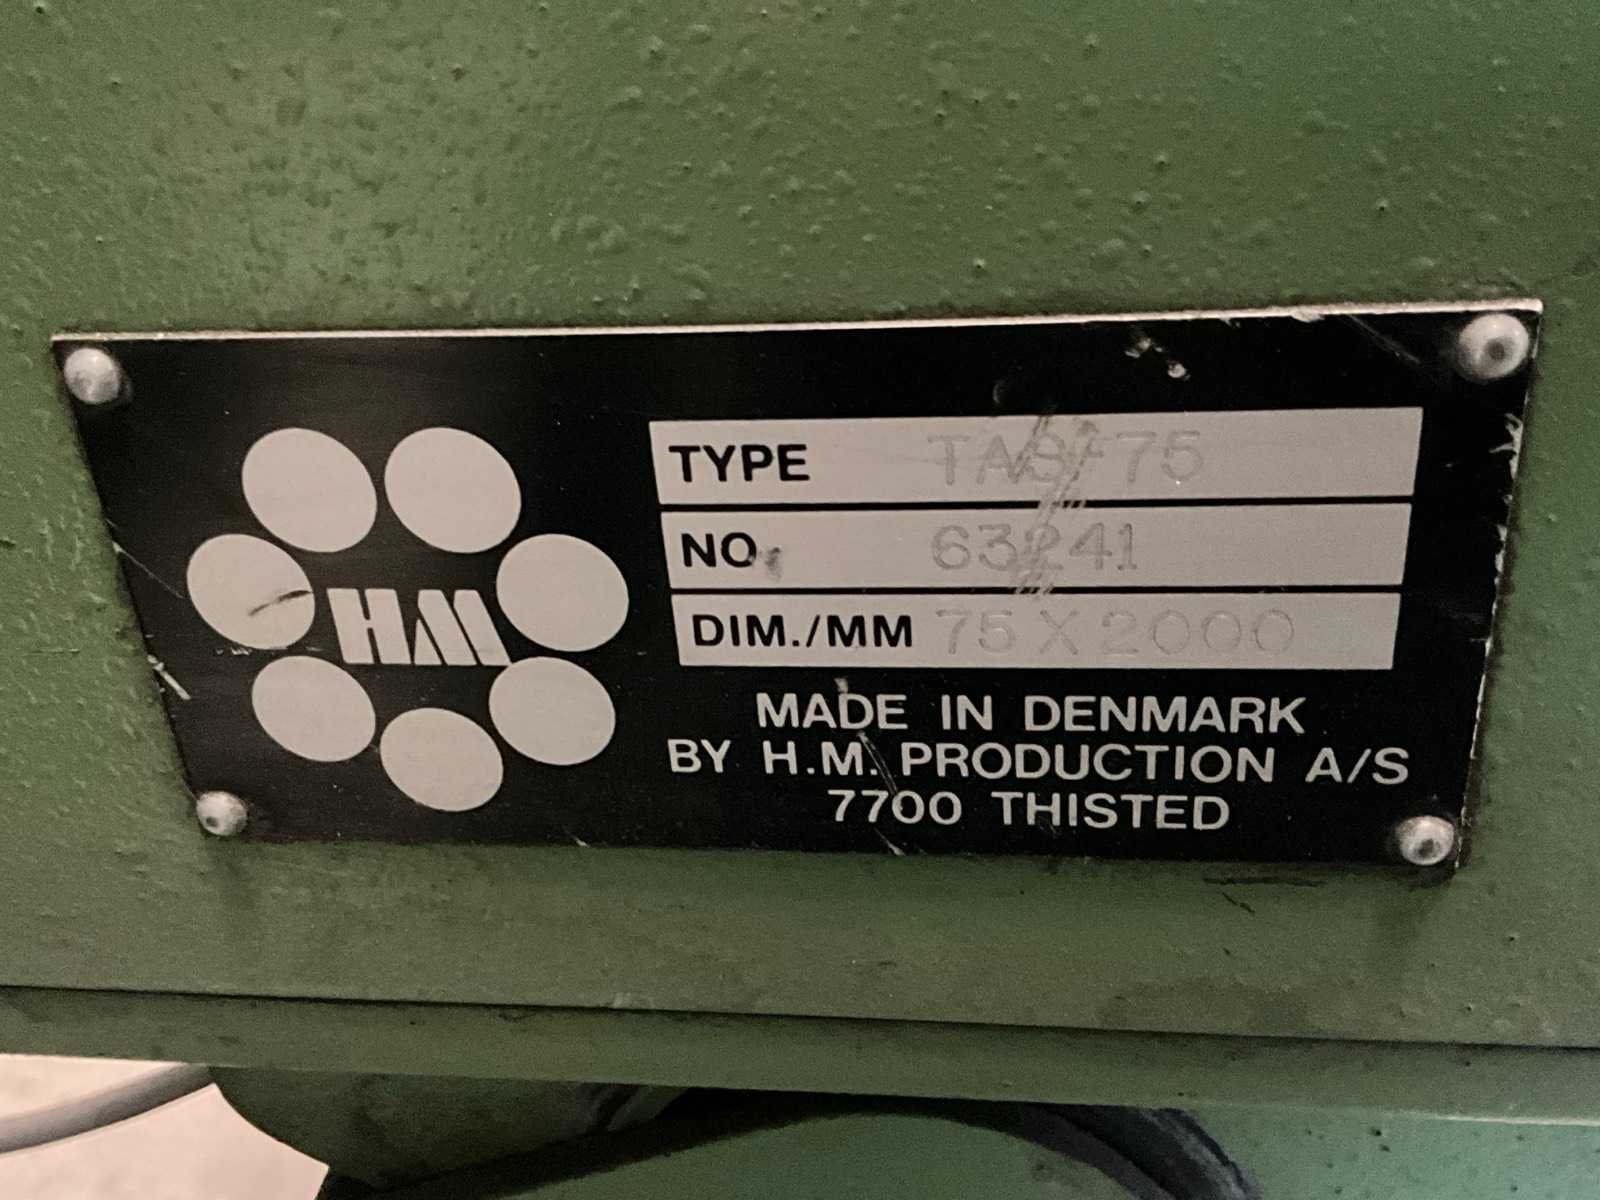 TYPE TAS-75
NO. 63241
DIM./MM 75 X 2000
HM
MADE IN DENMARK
BY H.M. PRODUCTION A/S
7700 THISTED